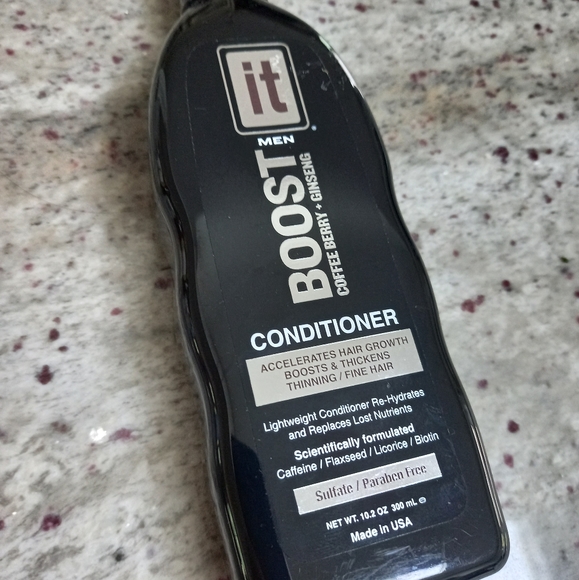 it
MEN
BOOST
COFFEE BERRY + GINSENG
CONDITIONER
ACCELERATES HAIR GROWTH
BOOSTS & THICKENS
THINNING / FINE HAIR
Lightweight Conditioner Re-Hydrates
and Replaces Lost Nutrients
Scientifically formulated
Caffeine / Flaxseed / Licorice / Biotin
Sulfate / Paraben Free
NET WT. 10.2 OZ 300 mL ℮
Made in USA